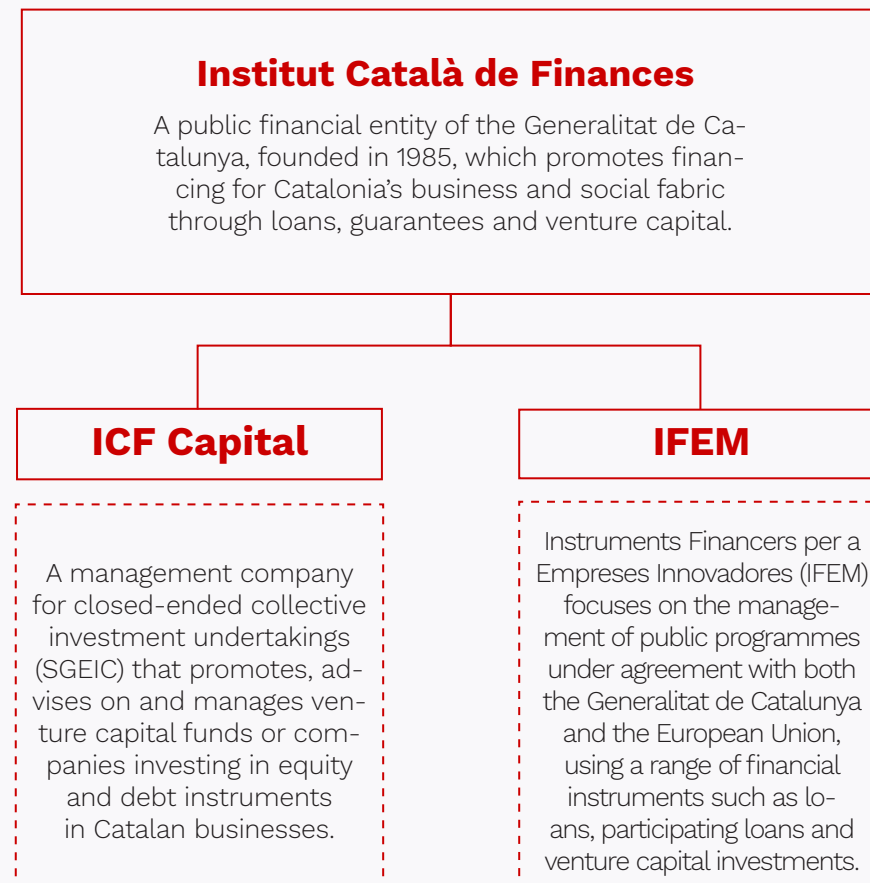 Institut Català de Finances
A public financial entity of the Generalitat de Ca-
talunya, founded in 1985, which promotes finan-
cing for Catalonia's business and social fabric
through loans, guarantees and venture capital.
ICF Capital
A management company
for closed-ended collective
investment undertakings
(SGEIC) that promotes, ad-
vises on and manages ven-
ture capital funds or com-
panies investing in equity
and debt instruments
in Catalan businesses.
IFEM
Instruments Financers per a
Empreses Innovadores (IFEM)
focuses on the manage-
ment of public programmes
under agreement with both
the Generalitat de Catalunya
and the European Union,
using a range of financial
instruments such as lo-
ans, participating loans and
venture capital investments.